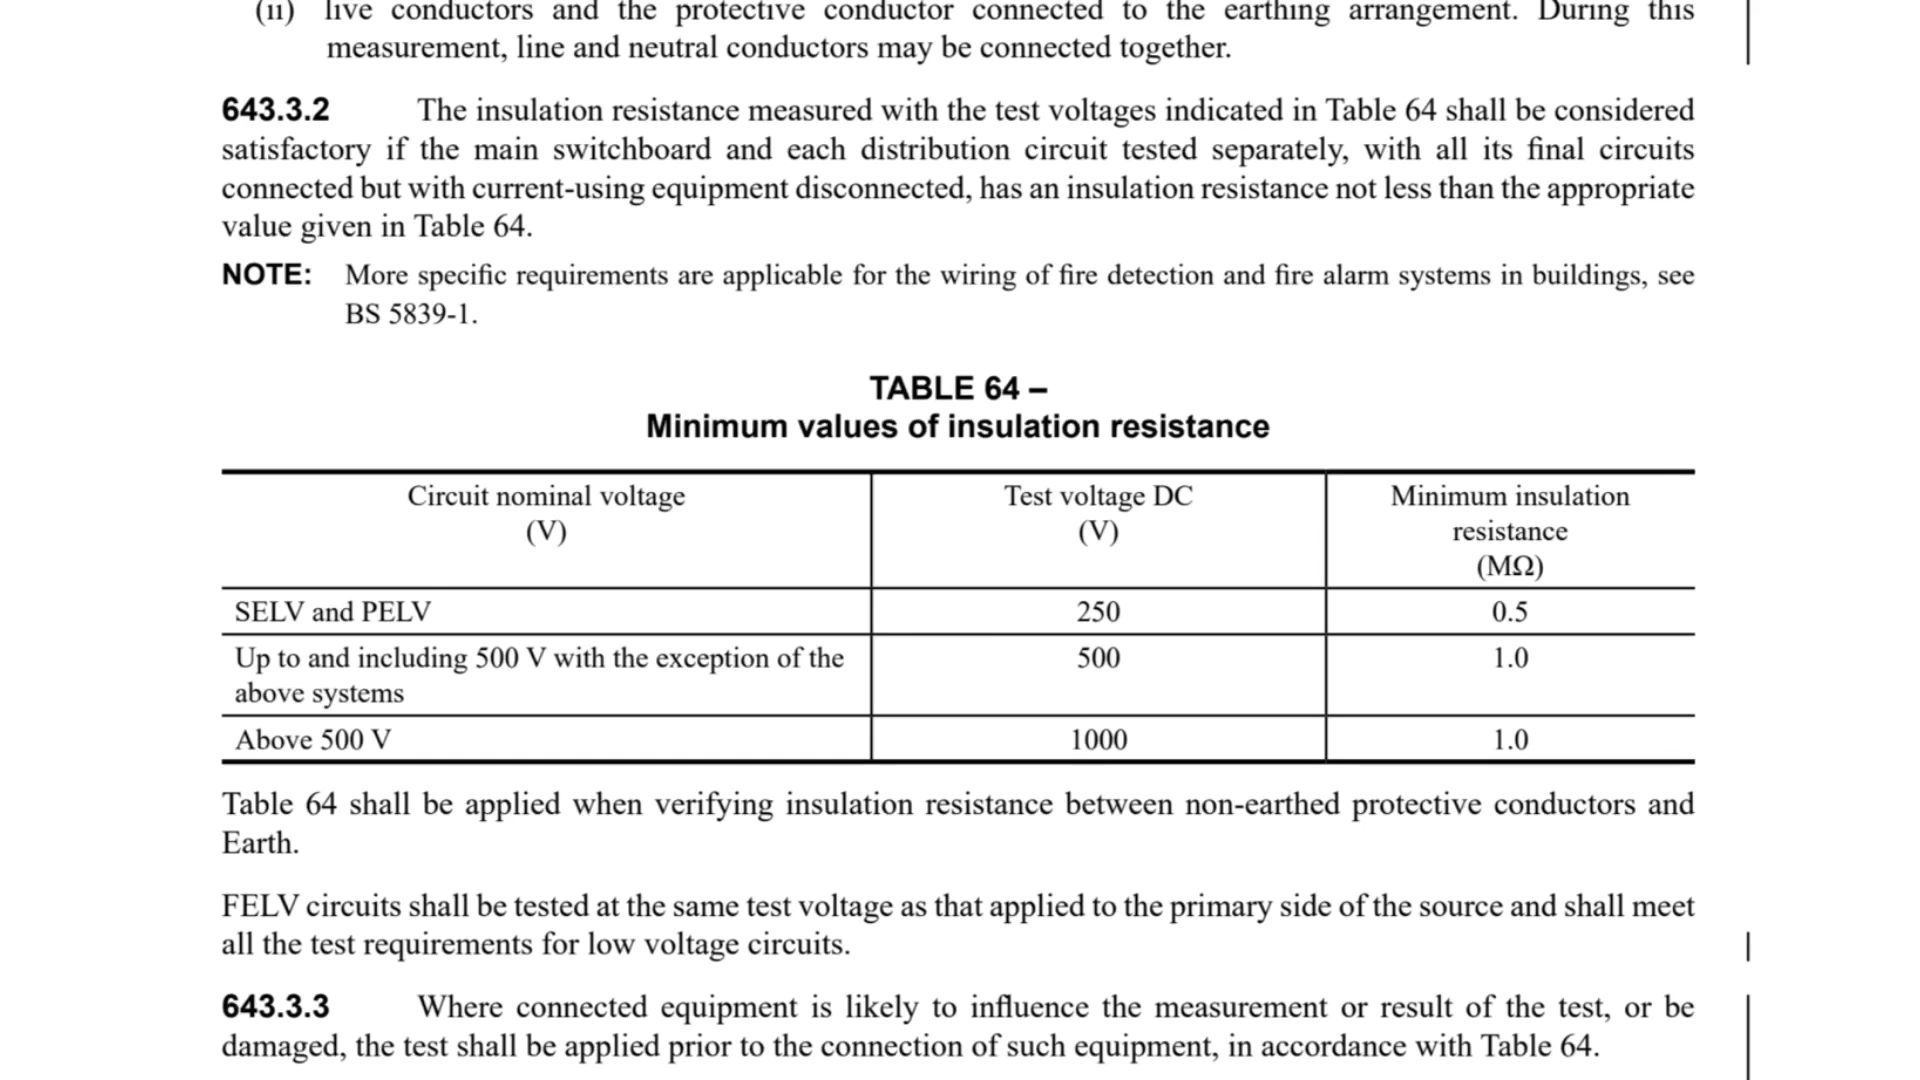 (ii) live conductors and the protective conductor connected to the earthing arrangement. During this
measurement, line and neutral conductors may be connected together.
643.3.2 The insulation resistance measured with the test voltages indicated in Table 64 shall be considered
satisfactory if the main switchboard and each distribution circuit tested separately, with all its final circuits
connected but with current-using equipment disconnected, has an insulation resistance not less than the appropriate
value given in Table 64.
NOTE: More specific requirements are applicable for the wiring of fire detection and fire alarm systems in buildings, see
BS 5839-1.
TABLE 64 –
Minimum values of insulation resistance
Circuit nominal voltage
(V)
Test voltage DC
(V)
Minimum insulation
resistance
(MΩ)
SELV and PELV 250 0.5
Up to and including 500 V with the exception of the 500 1.0
above systems
Above 500 V 1000 1.0
Table 64 shall be applied when verifying insulation resistance between non-earthed protective conductors and
Earth.
FELV circuits shall be tested at the same test voltage as that applied to the primary side of the source and shall meet
all the test requirements for low voltage circuits.
643.3.3 Where connected equipment is likely to influence the measurement or result of the test, or be
damaged, the test shall be applied prior to the connection of such equipment, in accordance with Table 64.